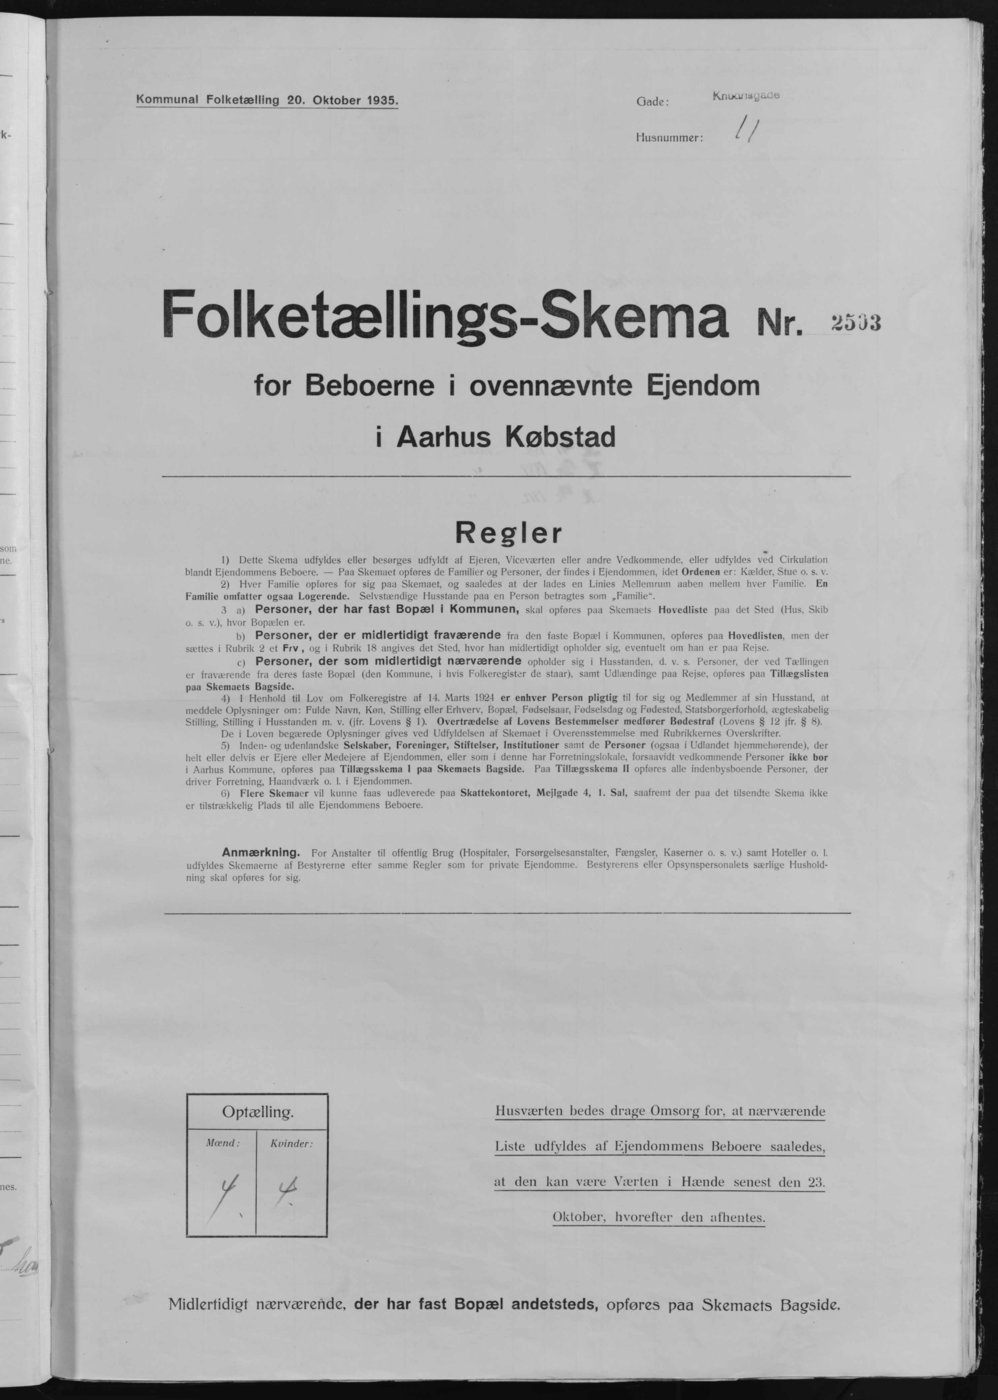 Kommunal Folketælling 20. Oktober 1935.
Gade:
Husnummer: 11
Folketællings-Skema Nr.
for Beboerne i ovennævnte Ejendom
i Aarhus Købstad
Regler
1) Dette Skema udfyldes eller besørges udfyldt af Ejeren, Viceværten eller andre Vedkommende, eller udfyldes ved Cirkulation
blandt Ejendommens Beboere. — Paa Skemaet opføres de Familier og Personer, der findes i Ejendommen, idet Ordenen er: Kælder, Stue o. s. v.
2) Hver Familie opføres for sig paa Skemaet, og saaledes at der lades en Linies Mellemrum aaben mellem hver Familie. En
Familie omfatter ogsaa Logerende. Selvstændige Husstande paa en Person betragtes som „Familie“.
3 a) Personer, der har fast Bopæl i Kommunen, skal opføres paa Skemaets Hovedliste paa det Sted (Hus, Skib
o. s. v.), hvor Bopælen er.
b) Personer, der er midlertidigt fraværende fra den faste Bopæl i Kommunen, opføres paa Hovedlisten, men der
sættes i Rubrik 2 et Frv, og i Rubrik 18 angives det Sted, hvor han midlertidigt opholder sig, eventuelt om han er paa Rejse.
c) Personer, der som midlertidigt nærværende opholder sig i Husstanden, d. v. s. Personer, der ved Tællingen
er fraværende fra deres faste Bopæl (den Kommune, i hvis Folkeregister de staar), samt Udlændinge paa Rejse, opføres paa Tillægslisten
paa Skemaets Bagside.
4) I Henhold til Lov om Folkeregistre af 14. Marts 1924 er enhver Person pligtig til for sig og Medlemmer af sin Husstand, at
meddele Oplysninger om: Fulde Navn, Køn, Stilling eller Erhverv, Bopæl, Fødselsaar, Fødselsdag og Fødested, Statsborgerforhold, ægteskabelig
Stilling, Stilling i Husstanden m. v. (jfr. Lovens § 1). Overtrædelse af Lovens Bestemmelser medfører Bødestraf (Lovens § 12 jfr. § 8).
De i Loven begærede Oplysninger gives ved Udfyldelsen af Skemaet i Overensstemmelse med Rubrikkernes Overskrifter.
5) Inden- og udenlandske Selskaber, Foreninger, Stiftelser, Institutioner samt de Personer (ogsaa i Udlandet hjemmehørende), der
helt eller delvis er Ejere eller Medejere af Ejendommen, eller som i denne har Forretningslokale, forsaavidt vedkommende Personer ikke bor
i Aarhus Kommune, opføres paa Tillægsskema I paa Skemaets Bagside. Paa Tillægsskema II opføres alle indenbysboende Personer, der
driver Forretning, Haandværk o. l. i Ejendommen.
6) Flere Skemaer vil kunne faas udleverede paa Skattekontoret, Mejlgade 4, 1. Sal, saafremt der paa det tilsendte Skema ikke
er tilstrækkelig Plads til alle Ejendommens Beboere.
Anmærkning. For Anstalter til offentlig Brug (Hospitaler, Forsørgelsesanstalter, Fængsler, Kaserner o. s. v.) samt Hoteller o. l.
udfyldes Skemaerne af Bestyrerne efter samme Regler som for private Ejendomme. Bestyrerens eller Opsynspersonalets særlige Hushold-
ning skal opføres for sig.
Optælling.
Mænd: Kvinder:
4. 4.
Husværten bedes drage Omsorg for, at nærværende
Liste udfyldes af Ejendommens Beboere saaledes,
at den kan være Værten i Hænde senest den 23.
Oktober, hvorefter den afhentes.
Midlertidigt nærværende, der har fast Bopæl andetsteds, opføres paa Skemaets Bagside.